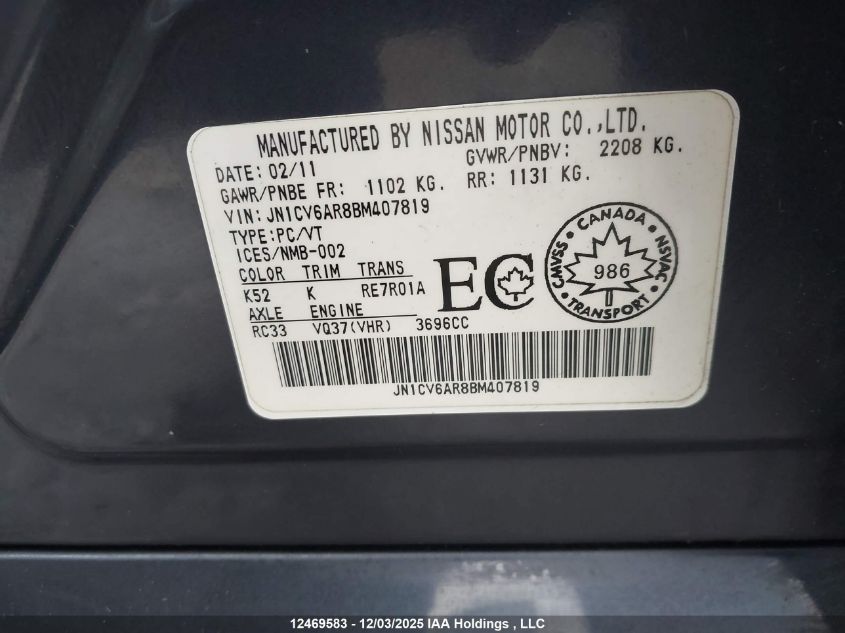 MANUFACTURED BY NISSAN MOTOR CO.,LTD.
DATE: 02/11 GVWR/PNBV: 2208 KG.
GAWR/PNBE FR: 1102 KG. RR: 1131 KG.
VIN: JN1CV6AR8BM407819
TYPE: PC/VT
ICES/NMB-002
COLOR TRIM TRANS
K52 K RE7R01A
AXLE ENGINE
RC33 VQ37(VHR) 3696CC
EC
CANADA
CMVSS • NSVAC
986
TRANSPORT
JN1CV6AR8BM407819
12469583 - 12/03/2025 IAA Holdings , LLC